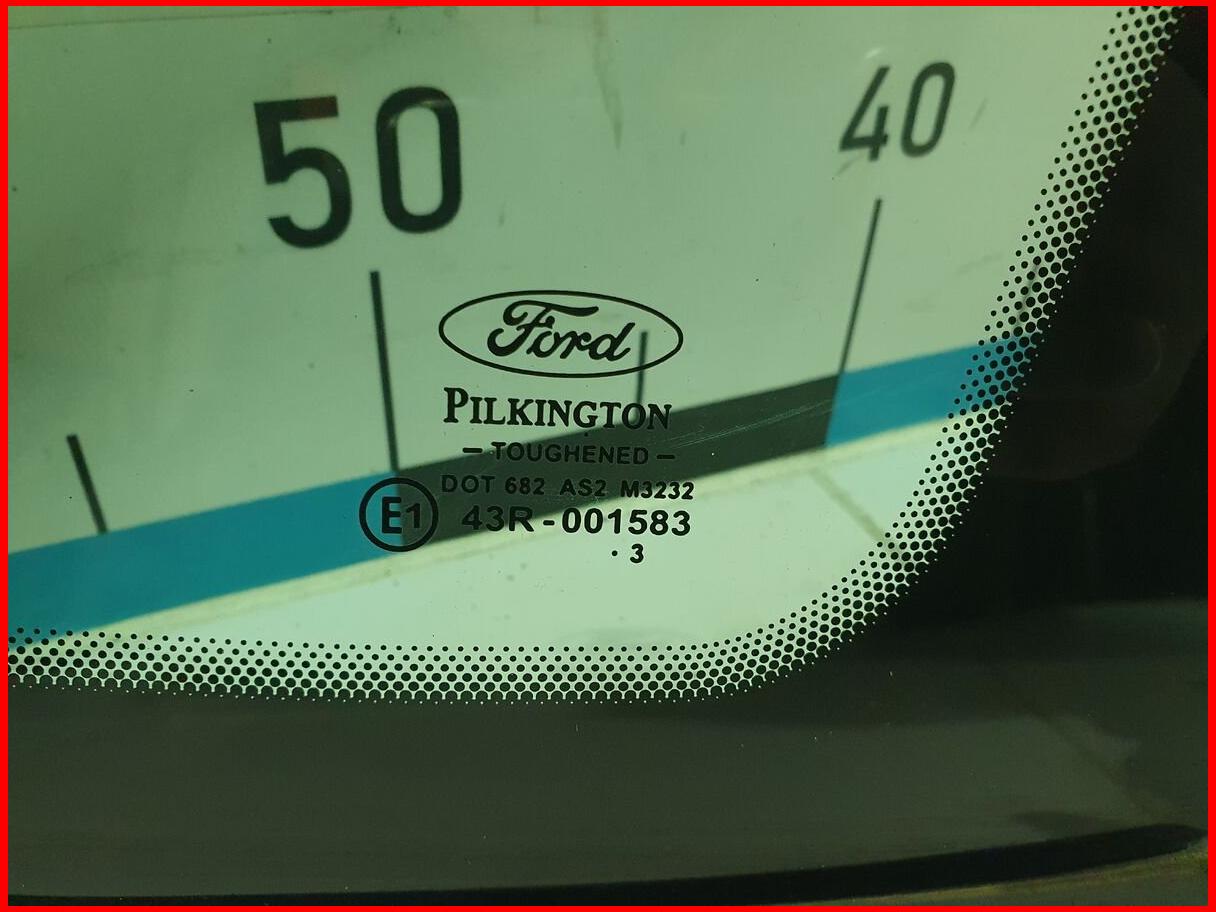 50
40
Ford
PILKINGTON
— TOUGHENED —
DOT 682 AS2 M3232
E1 43R-001583
· 3